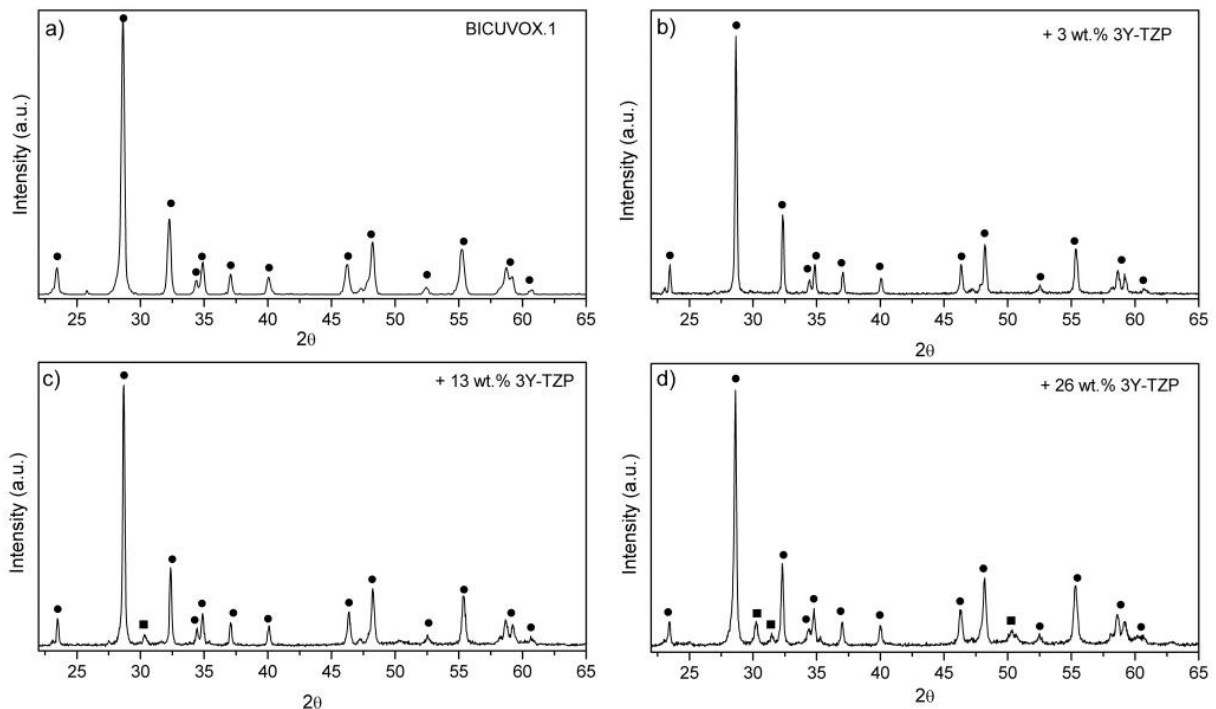 a)
BICUVOX.1
Intensity (a.u.)
25 30 35 40 45 50 55 60 65
2θ
b)
+ 3 wt.% 3Y-TZP
Intensity (a.u.)
25 30 35 40 45 50 55 60 65
2θ
c)
+ 13 wt.% 3Y-TZP
Intensity (a.u.)
25 30 35 40 45 50 55 60 65
2θ
d)
+ 26 wt.% 3Y-TZP
Intensity (a.u.)
25 30 35 40 45 50 55 60 65
2θ